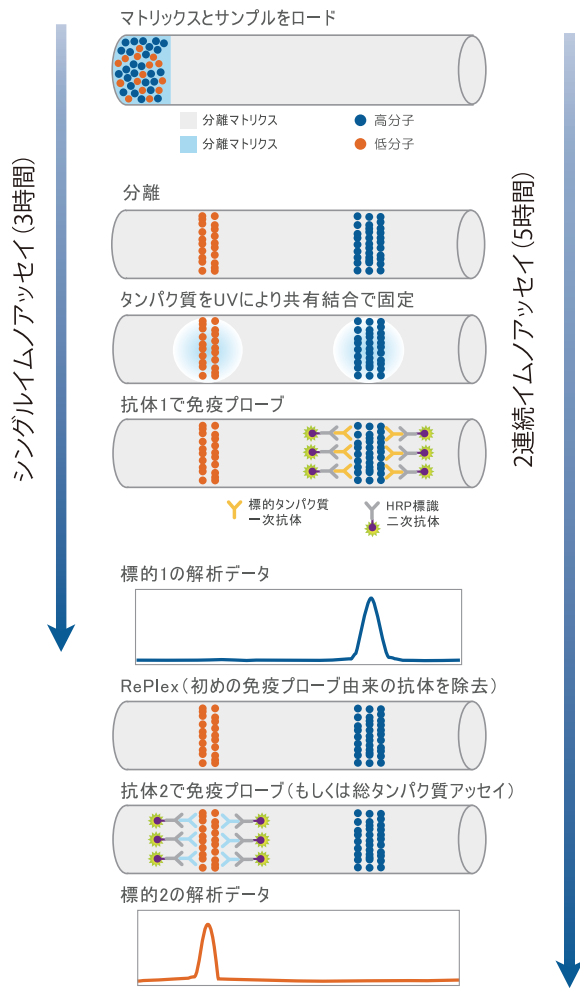 マトリックスとサンプルをロード
分離マトリクス
高分子
分離マトリクス
低分子
シングルイムノアッセイ（3時間）
2連続イムノアッセイ（5時間）
分離
タンパク質をUVにより共有結合で固定
抗体1で免疫プローブ
標的タンパク質
一次抗体
HRP標識
二次抗体
標的1の解析データ
RePlex（初めの免疫プローブ由来の抗体を除去）
抗体2で免疫プローブ（もしくは総タンパク質アッセイ）
標的2の解析データ